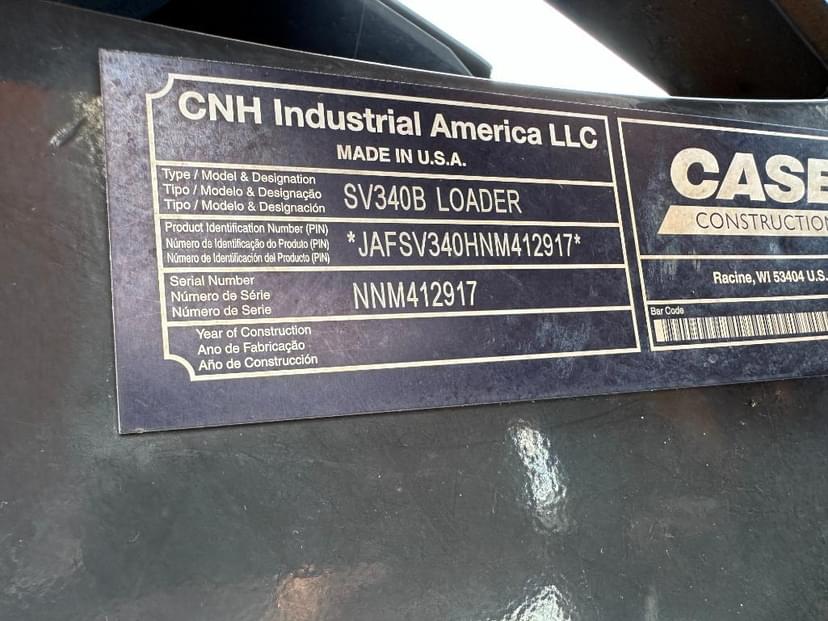 CNH Industrial America LLC
MADE IN U.S.A.
Type / Model & Designation
Tipo / Modelo & Designação
Tipo / Modelo & Designación
SV340B LOADER
Product Identification Number (PIN)
Número de Identificação do Produto (PIN)
Número de Identificación del Producto (PIN)
*JAFSV340HNM412917*
Serial Number
Número de Série
Número de Serie
NNM412917
Year of Construction
Ano de Fabricação
Año de Construcción
CASE
CONSTRUCTION
Racine, WI 53404 U.S.
Bar Code